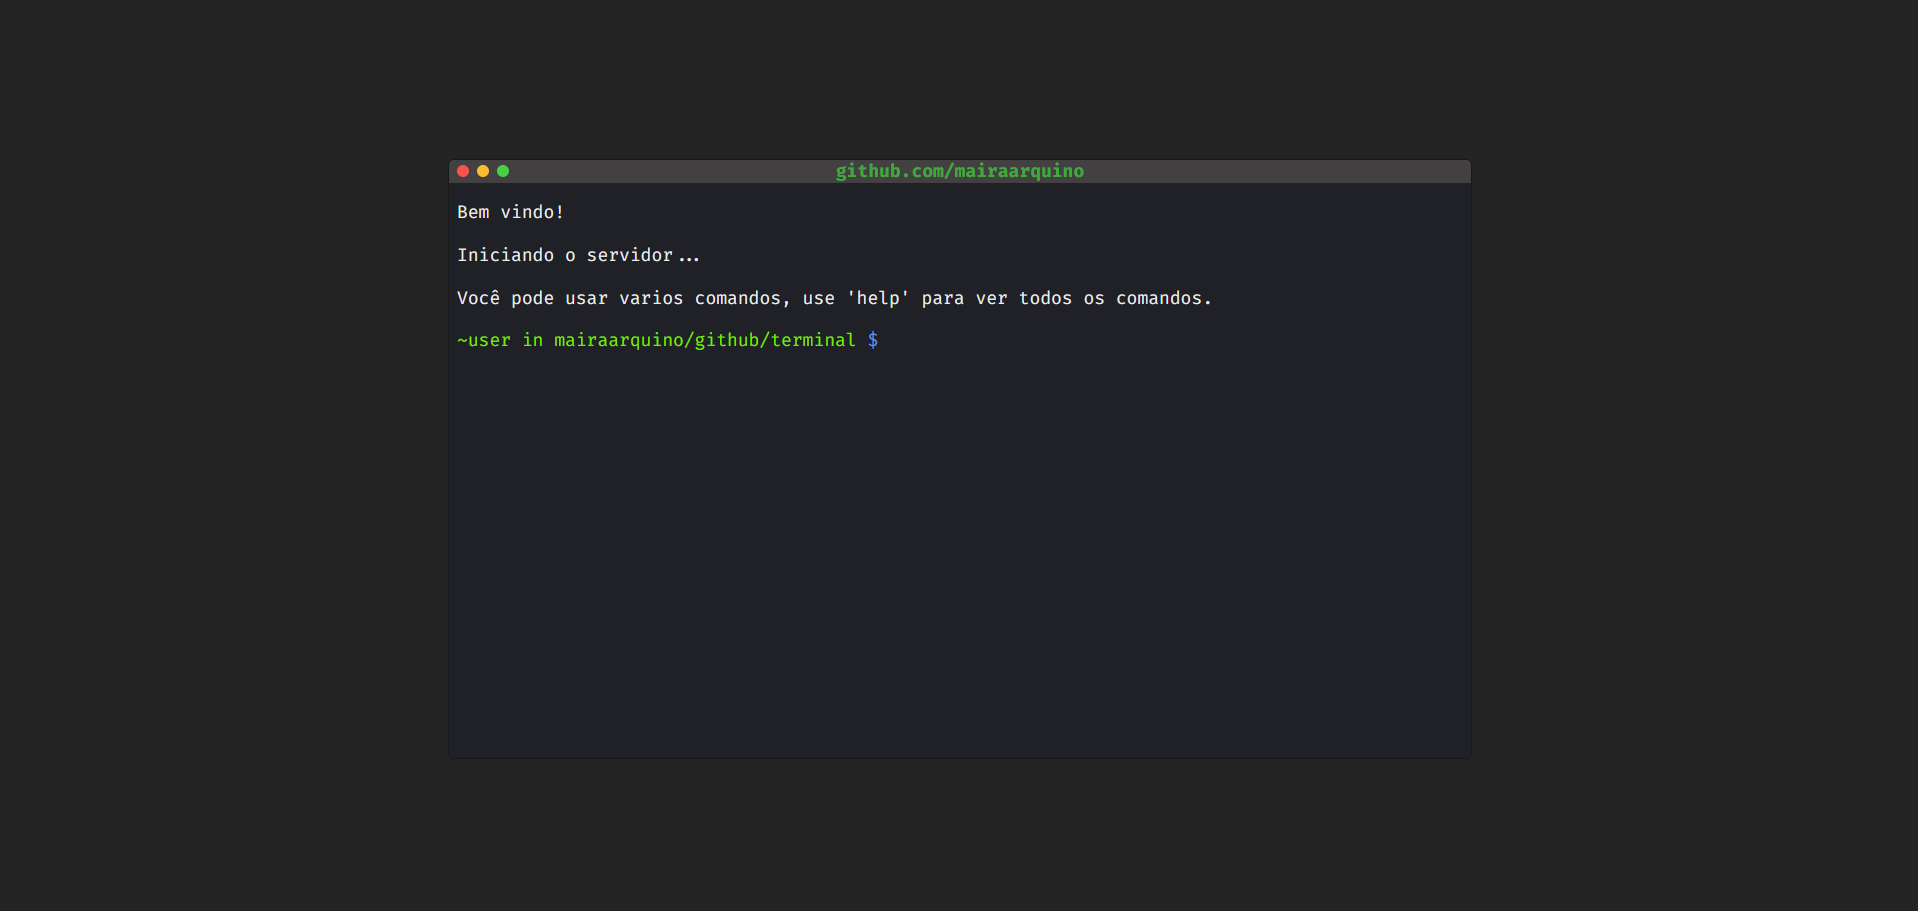 github.com/mairaarquino
Bem vindo!
Iniciando o servidor...
Você pode usar varios comandos, use 'help' para ver todos os comandos.
~user in mairaarquino/github/terminal $